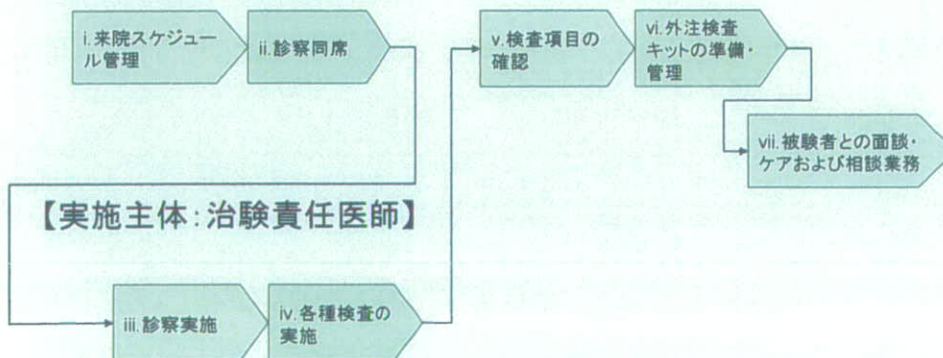 i.来院スケジュー
ル管理
ii.診察同席
v.検査項目の
確認
vi.外注検査
キットの準備・
管理
vii.被験者との面談・
ケアおよび相談業務
【実施主体:治験責任医師】
iii.診察実施
iv.各種検査の
実施